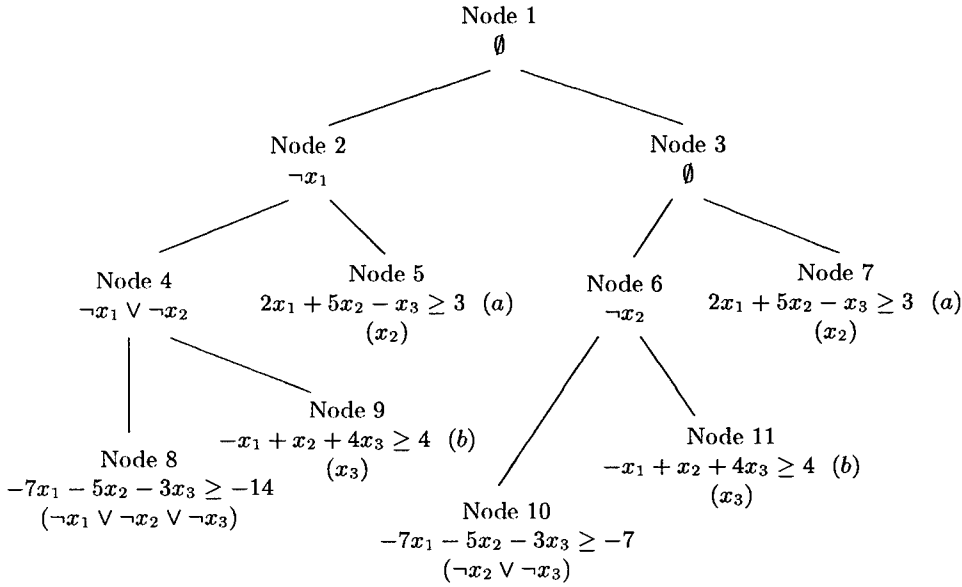 Node 1
∅
Node 2
¬x₁
Node 3
∅
Node 4
¬x₁ ∨ ¬x₂
Node 5
2x₁ + 5x₂ − x₃ ≥ 3 (a)
(x₂)
Node 6
¬x₂
Node 7
2x₁ + 5x₂ − x₃ ≥ 3 (a)
(x₂)
Node 8
−7x₁ − 5x₂ − 3x₃ ≥ −14
(¬x₁ ∨ ¬x₂ ∨ ¬x₃)
Node 9
−x₁ + x₂ + 4x₃ ≥ 4 (b)
(x₃)
Node 10
−7x₁ − 5x₂ − 3x₃ ≥ −7
(¬x₂ ∨ ¬x₃)
Node 11
−x₁ + x₂ + 4x₃ ≥ 4 (b)
(x₃)